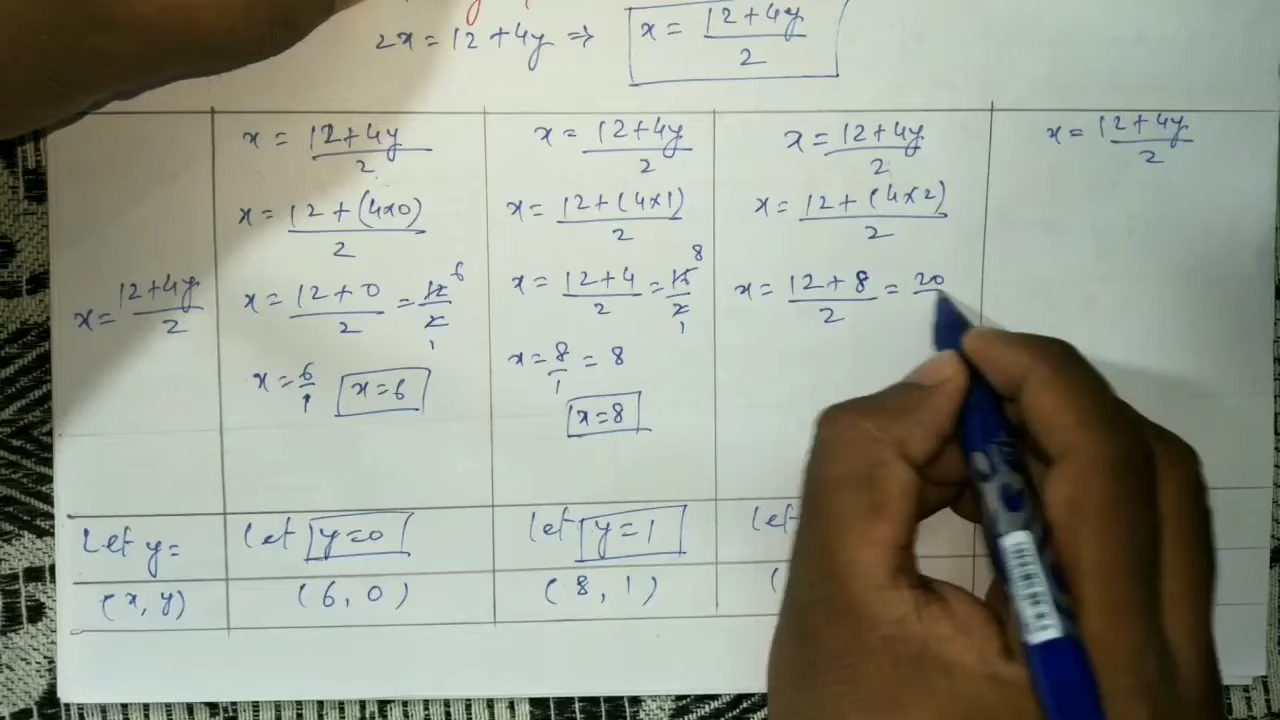 2x = 12 + 4y ⇒ x = 12 + 4y / 2
x = 12 + 4y / 2
x = 12 + 4y / 2
x = 12 + (4×0) / 2
x = 12 + 0 / 2 = 12 / 2 6 1
x = 6 / 1 x = 6
x = 12 + 4y / 2
x = 12 + (4×1) / 2
x = 12 + 4 / 2 = 16 / 2 8 1
x = 8 / 1 = 8
x = 8
x = 12 + 4y / 2
x = 12 + (4×2) / 2
x = 12 + 8 / 2 = 20
x = 12 + 4y / 2
Let y = let y = 0 let y = 1 let
(x, y) (6, 0) (8, 1) (